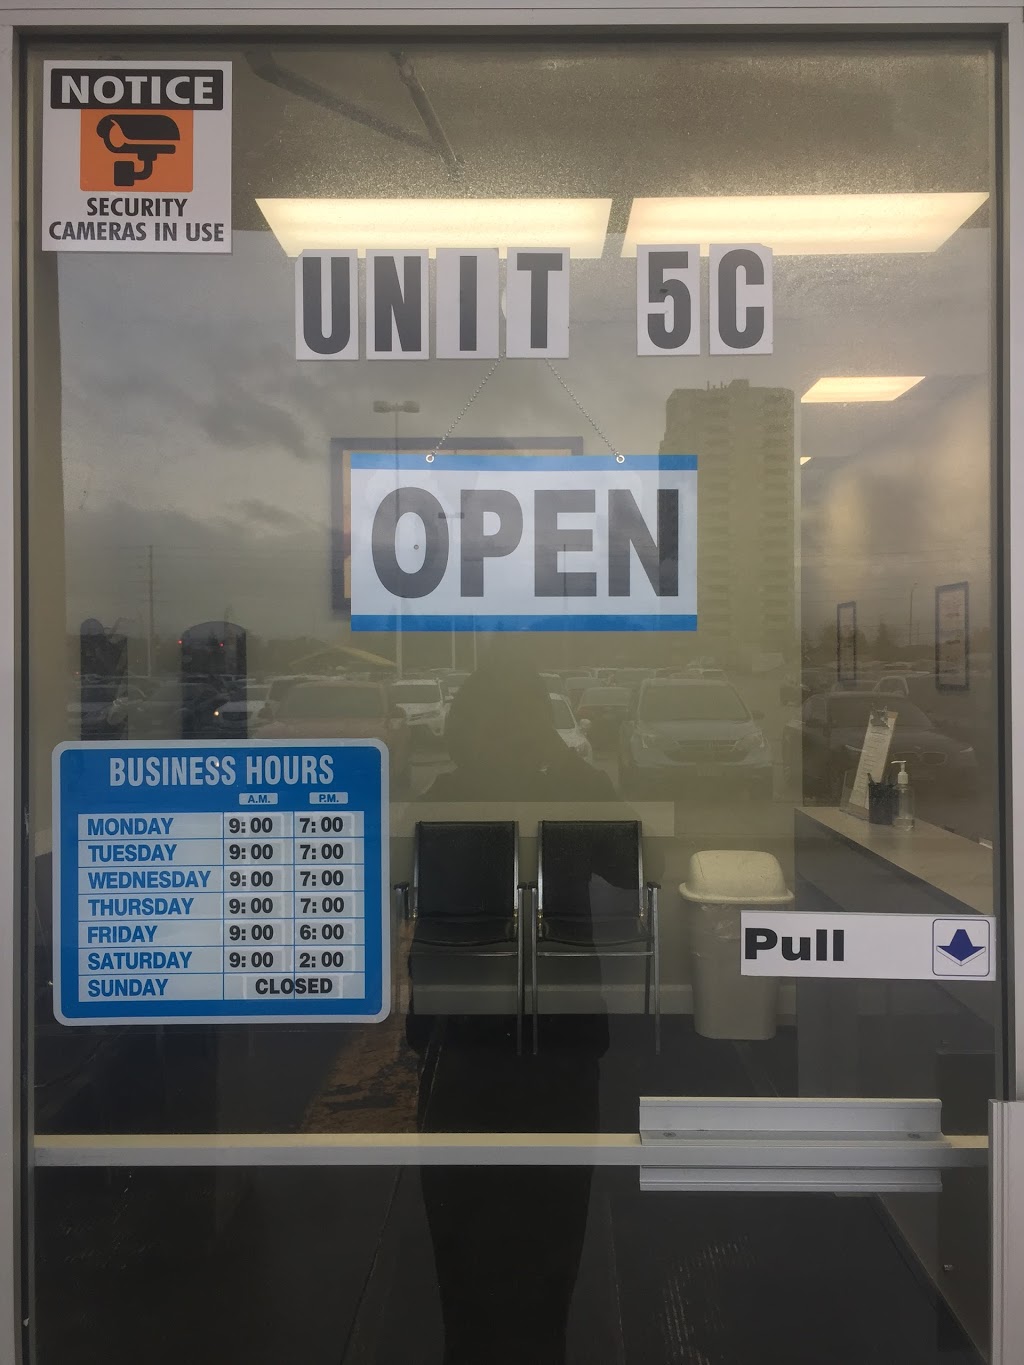 NOTICE
SECURITY
CAMERAS IN USE
UNIT 5C
OPEN
BUSINESS HOURS
A.M. P.M.
MONDAY 9:00 7:00
TUESDAY 9:00 7:00
WEDNESDAY 9:00 7:00
THURSDAY 9:00 7:00
FRIDAY 9:00 6:00
SATURDAY 9:00 2:00
SUNDAY CLOSED
Pull